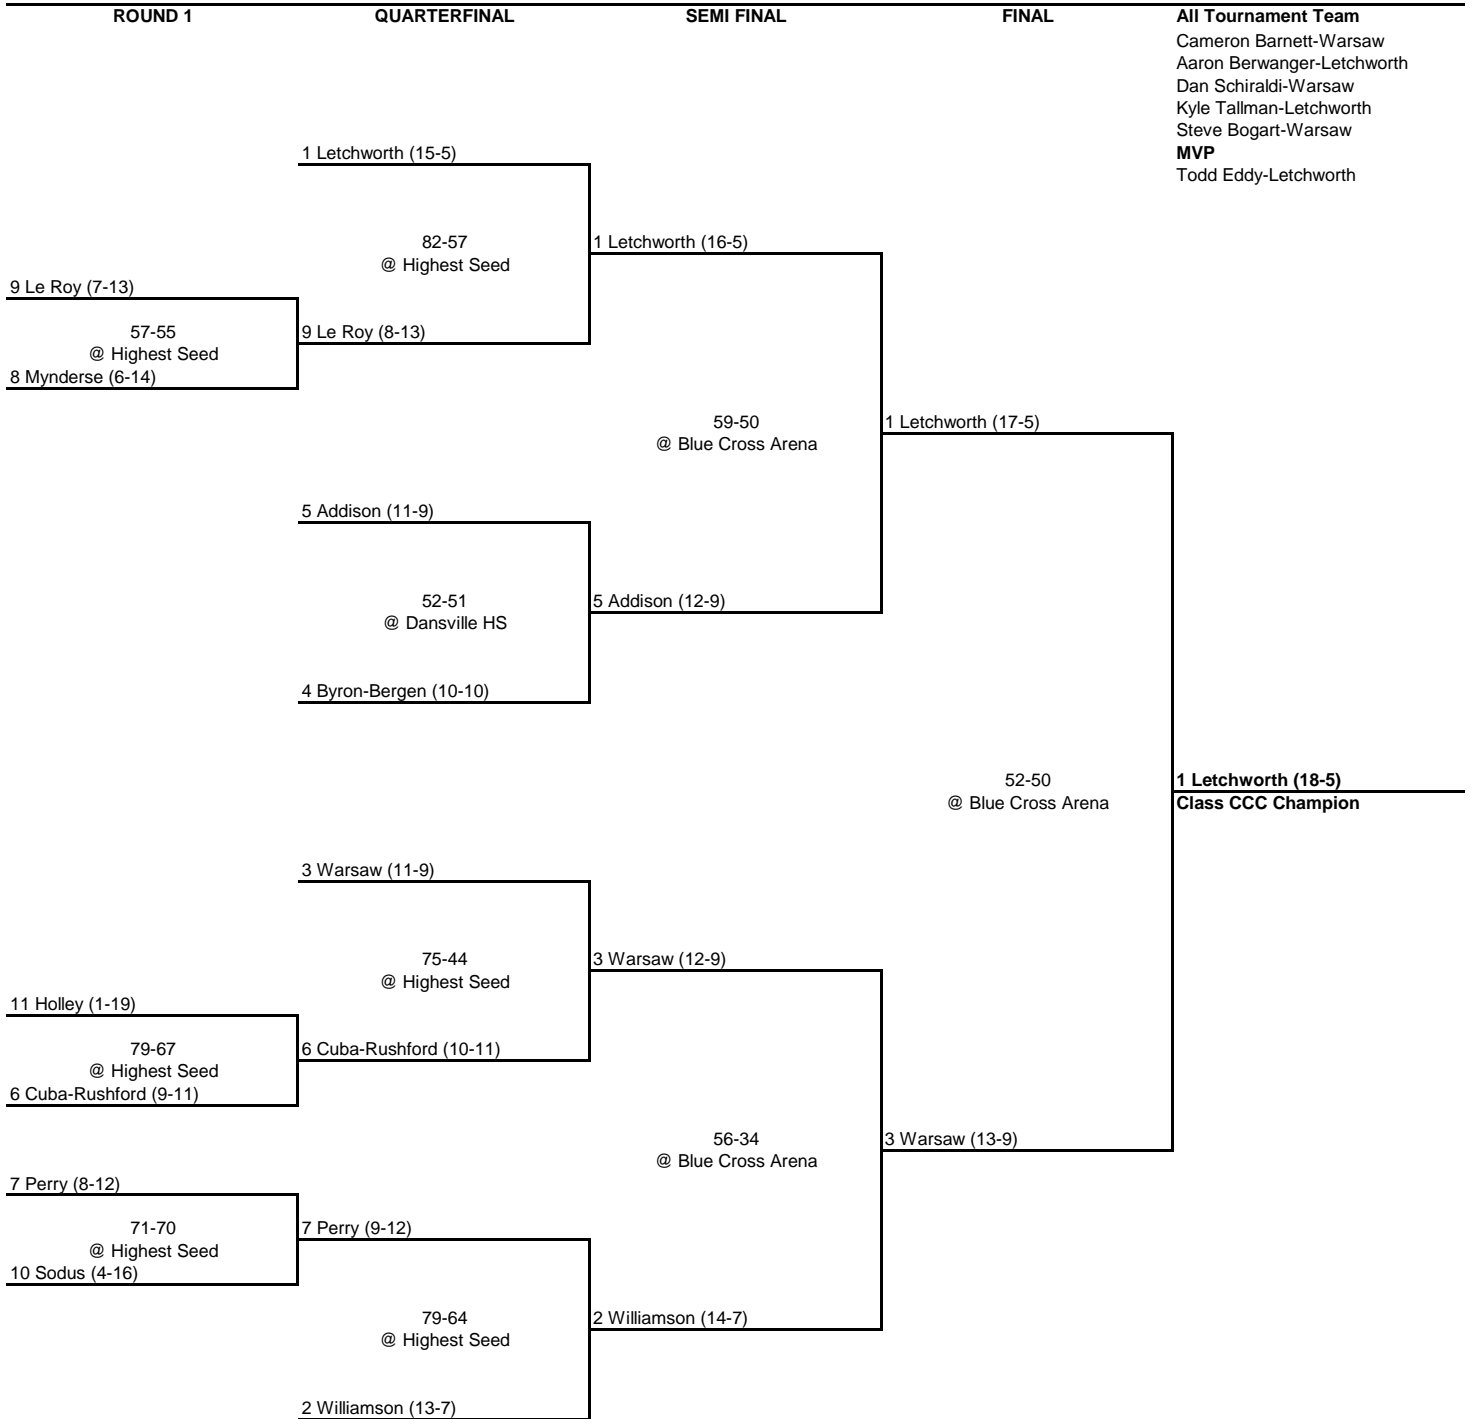 ROUND 1 QUARTERFINAL SEMI FINAL FINAL All Tournament Team
Cameron Barnett-Warsaw
Aaron Berwanger-Letchworth
Dan Schiraldi-Warsaw
Kyle Tallman-Letchworth
Steve Bogart-Warsaw
1 Letchworth (15-5) MVP
Todd Eddy-Letchworth
82-57 1 Letchworth (16-5)
@ Highest Seed
9 Le Roy (7-13)
57-55 9 Le Roy (8-13)
@ Highest Seed
8 Mynderse (6-14)
59-50 1 Letchworth (17-5)
@ Blue Cross Arena
5 Addison (11-9)
52-51 5 Addison (12-9)
@ Dansville HS
4 Byron-Bergen (10-10)
52-50 1 Letchworth (18-5)
@ Blue Cross Arena Class CCC Champion
3 Warsaw (11-9)
75-44 3 Warsaw (12-9)
@ Highest Seed
11 Holley (1-19)
79-67 6 Cuba-Rushford (10-11)
@ Highest Seed
6 Cuba-Rushford (9-11)
56-34 3 Warsaw (13-9)
@ Blue Cross Arena
7 Perry (8-12)
71-70 7 Perry (9-12)
@ Highest Seed
10 Sodus (4-16)
79-64 2 Williamson (14-7)
@ Highest Seed
2 Williamson (13-7)